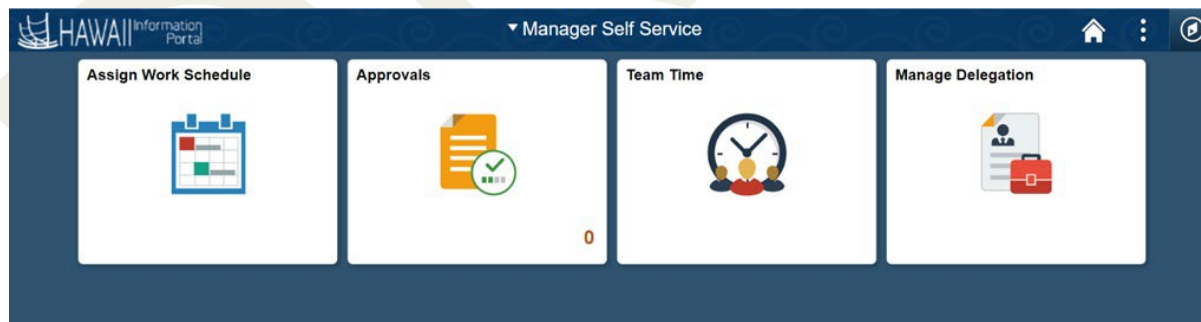 HAWAII Information
Portal
Manager Self Service
Assign Work Schedule
Approvals
Team Time
Manage Delegation
0